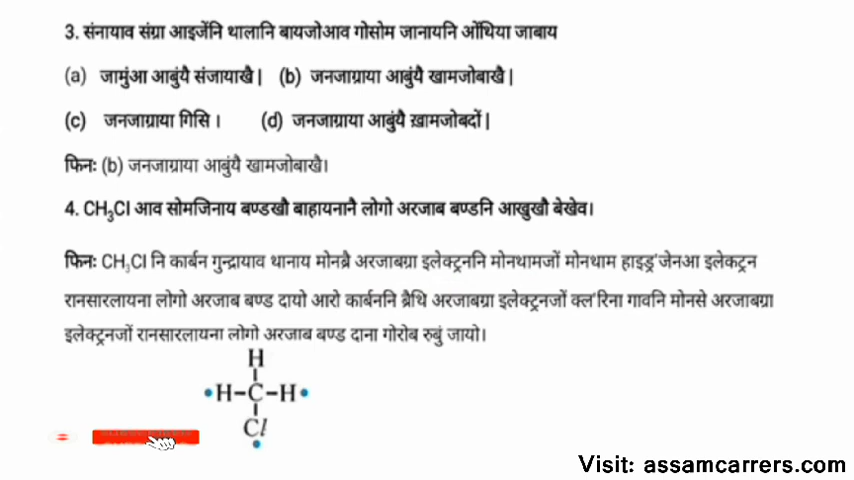 3. संनायाव संग्रा आइजेंनि थालानि बायजोआव गोसोम जानायनि ओंथिया जाबाय
(a) जामुंआ आबुंयै संजायाखै| (b) जनजाग्राया आबुंयै खामजोबाखै|
(c) जनजाग्राया गिसि। (d) जनजाग्राया आबुंयै ख़ामजोबदों|
फिनः (b) जनजाग्राया आबुंयै खामजोबाखै।
4. CH₃Cl आव सोमजिनाय बण्डखौ बाहायनानै लोगो अरजाब बण्डनि आखुखौ बेखेव।
फिनः CH₃Cl नि कार्बन गुन्द्रायाव थानाय मोनब्रै अरजाबग्रा इलेक्ट्रननि मोनथामजों मोनथाम हाइड्र'जेनआ इलेकट्रन
रानसारलायना लोगो अरजाब बण्ड दायो आरो कार्बननि ब्रैथि अरजाबग्रा इलेक्ट्रनजों क्ल'रिना गावनि मोनसे अरजाबग्रा
इलेक्ट्रनजों रानसारलायना लोगो अरजाब बण्ड दाना गोरोब रुबुं जायो।
H
H-C-H
Cl
=
Visit: assamcarrers.com